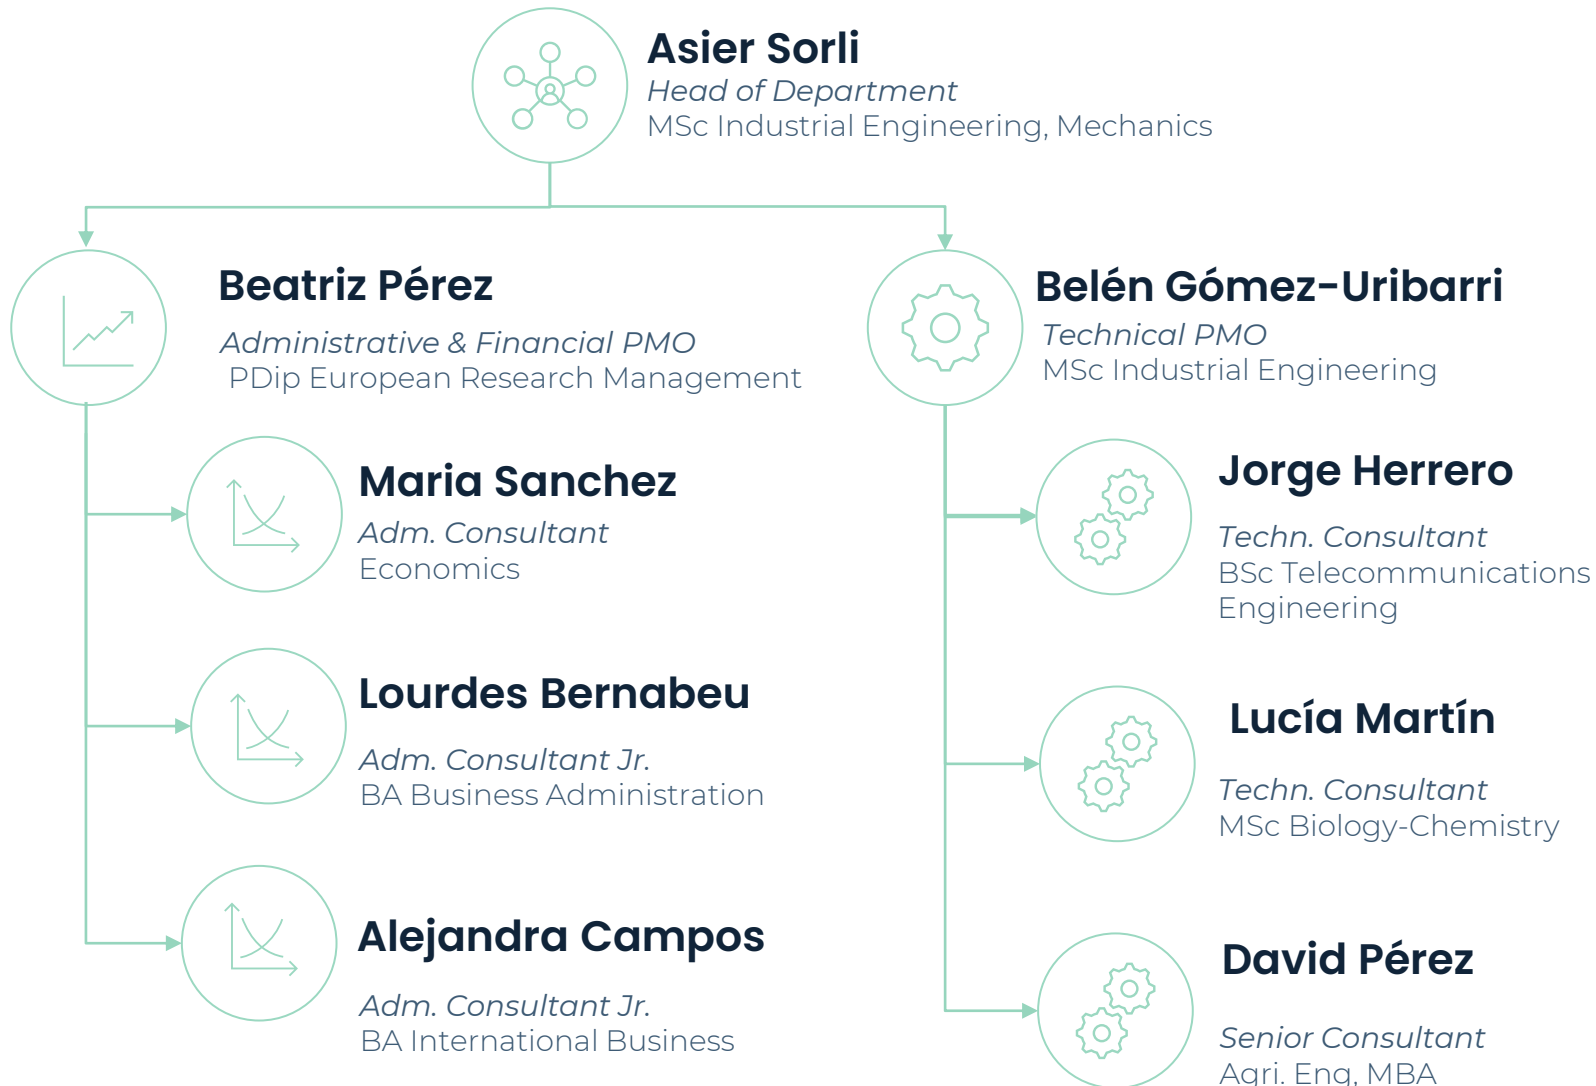 Asier Sorli
Head of Department
MSc Industrial Engineering, Mechanics
Beatriz Pérez
Administrative & Financial PMO
PDip European Research Management
Maria Sanchez
Adm. Consultant
Economics
Lourdes Bernabeu
Adm. Consultant Jr.
BA Business Administration
Alejandra Campos
Adm. Consultant Jr.
BA International Business
Belén Gómez-Uribarri
Technical PMO
MSc Industrial Engineering
Jorge Herrero
Techn. Consultant
BSc Telecommunications
Engineering
Lucía Martín
Techn. Consultant
MSc Biology-Chemistry
David Pérez
Senior Consultant
Agri. Eng, MBA